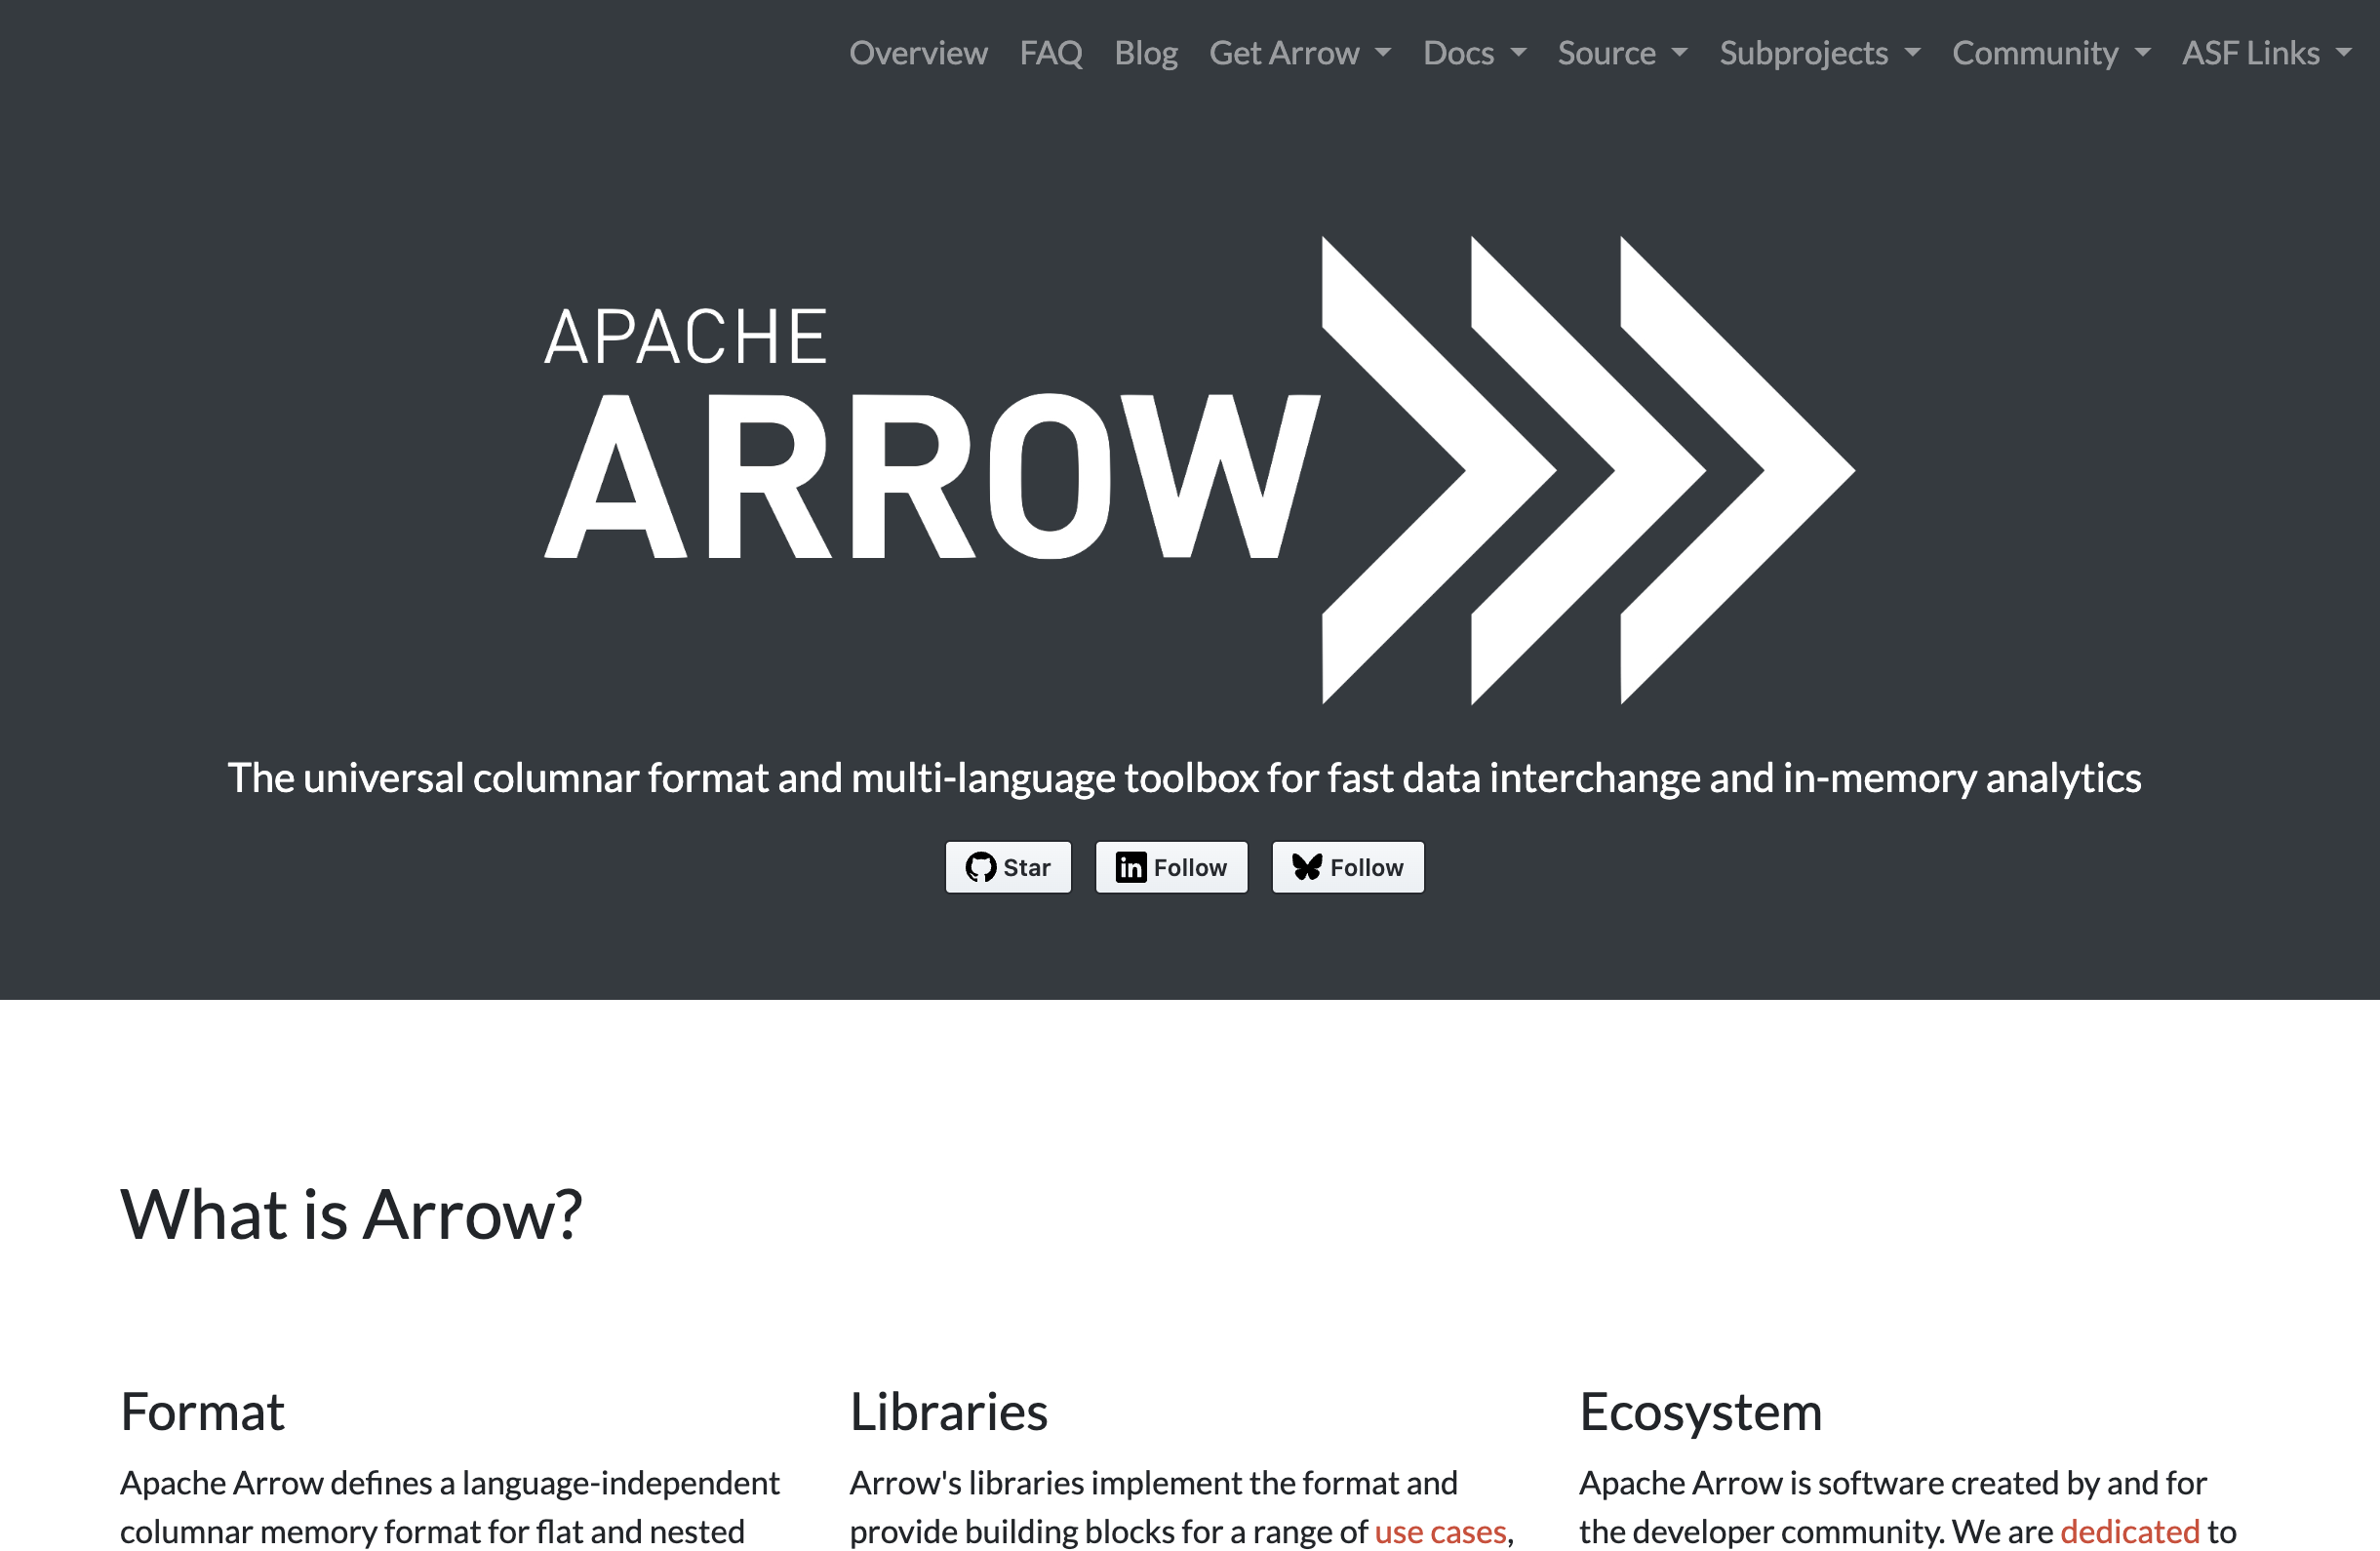 Overview FAQ Blog Get Arrow Docs Source Subprojects Community ASF Links
APACHE
ARROW
The universal columnar format and multi-language toolbox for fast data interchange and in-memory analytics
Star Follow Follow
What is Arrow?
Format
Apache Arrow defines a language-independent
columnar memory format for flat and nested
Libraries
Arrow's libraries implement the format and
provide building blocks for a range of use cases,
Ecosystem
Apache Arrow is software created by and for
the developer community. We are dedicated to